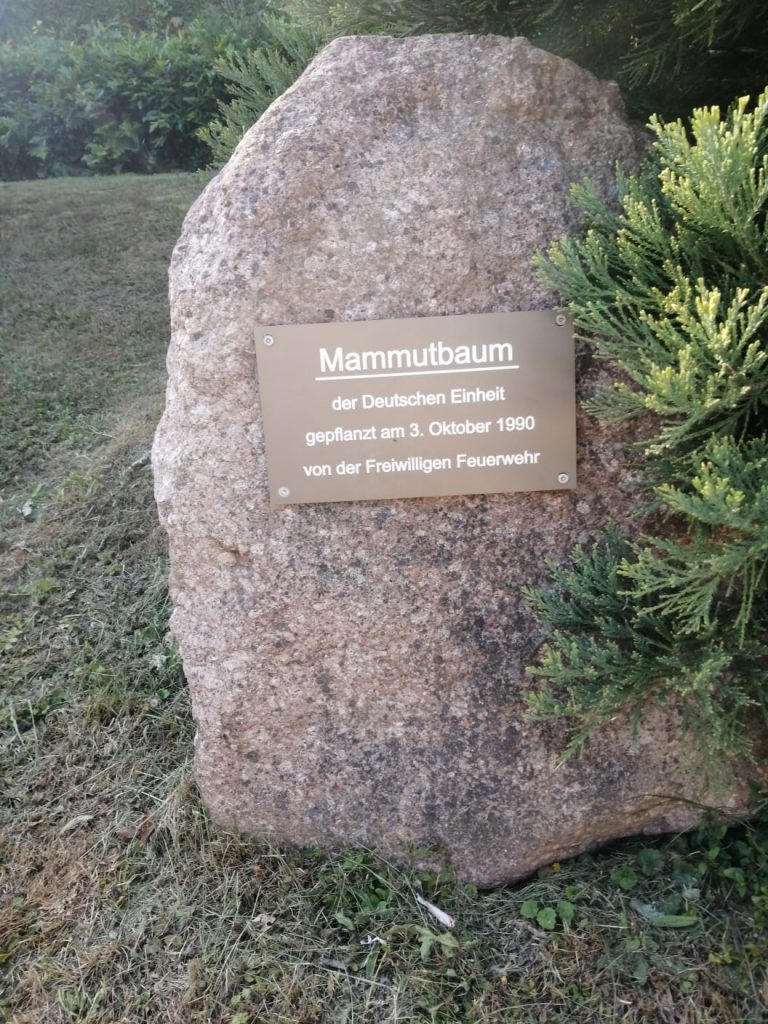 Mammutbaum
der Deutschen Einheit
gepflanzt am 3. Oktober 1990
von der Freiwilligen Feuerwehr